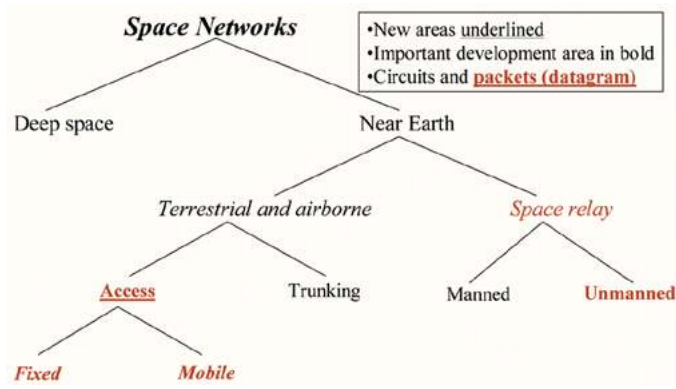 Space Networks
•New areas underlined
•Important development area in bold
•Circuits and packets (datagram)
Deep space
Near Earth
Terrestrial and airborne
Space relay
Access
Trunking
Manned
Unmanned
Fixed
Mobile